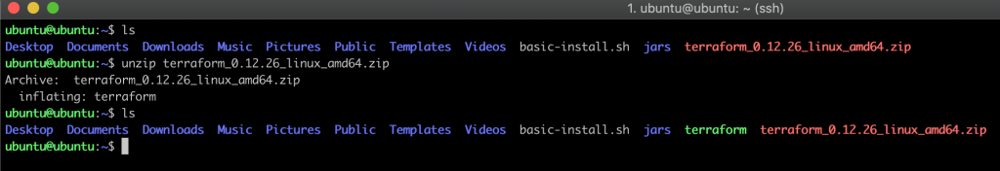 1. ubuntu@ubuntu: ~ (ssh)
ubuntu@ubuntu:~$ ls
Desktop  Documents  Downloads  Music  Pictures  Public  Templates  Videos  basic-install.sh  jars  terraform_0.12.26_linux_amd64.zip
ubuntu@ubuntu:~$ unzip terraform_0.12.26_linux_amd64.zip
Archive:  terraform_0.12.26_linux_amd64.zip
  inflating: terraform
ubuntu@ubuntu:~$ ls
Desktop  Documents  Downloads  Music  Pictures  Public  Templates  Videos  basic-install.sh  jars  terraform  terraform_0.12.26_linux_amd64.zip
ubuntu@ubuntu:~$